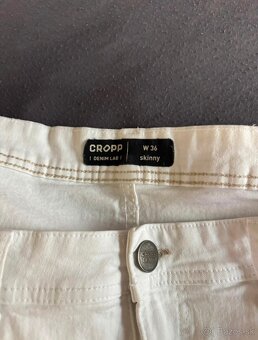 CROPP
| DENIM LAB |
W 36
skinny